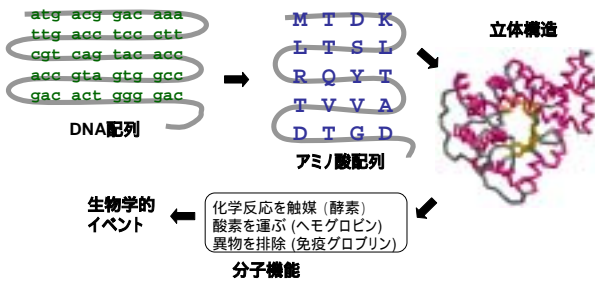 atg acg gac aaa
ttg acc tcc ctt
cgt cag tac acc
acc gta gtg gcc
gac act ggg gac
DNA配列
M T D K
L T S L
R Q Y T
T V V A
D T G D
アミノ酸配列
立体構造
化学反応を触媒 (酵素)
酸素を運ぶ (ヘモグロビン)
異物を排除 (免疫グロブリン)
分子機能
生物学的
イベント